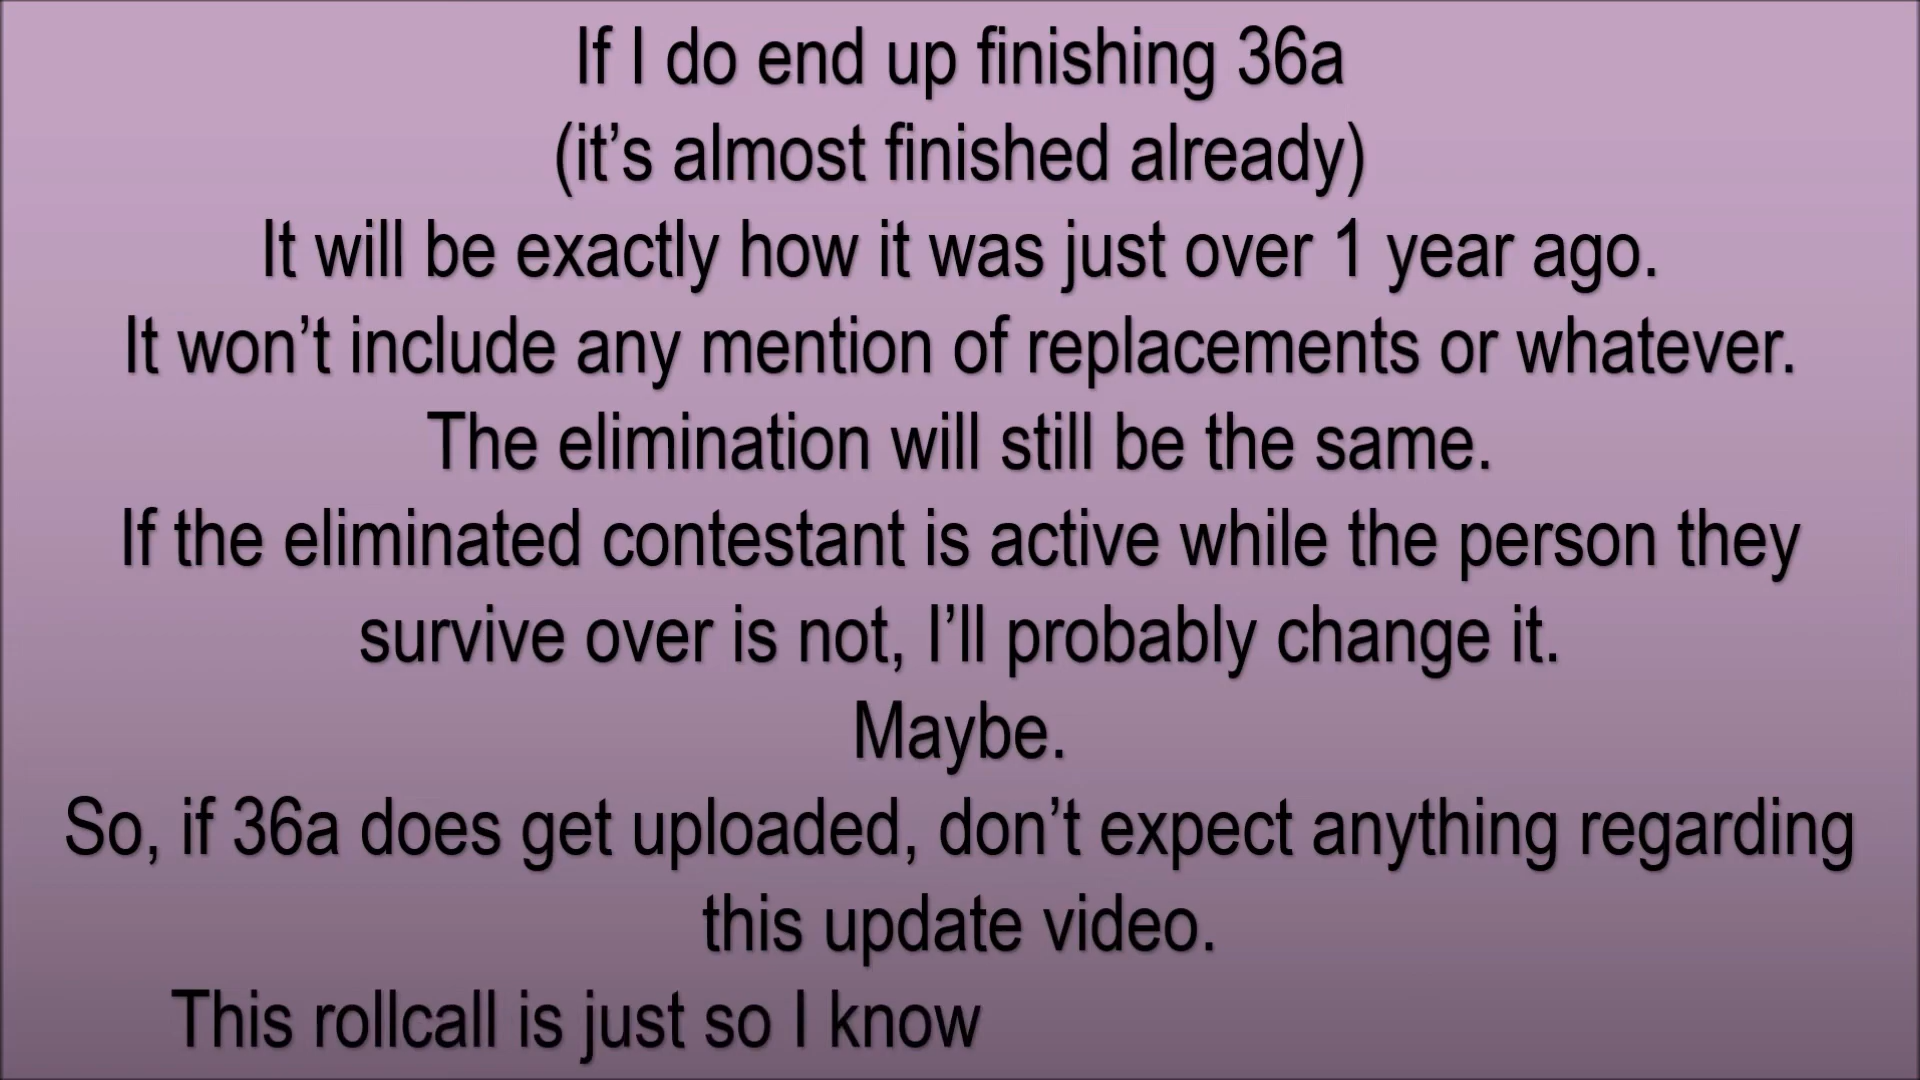 If I do end up finishing 36a
(it’s almost finished already)
It will be exactly how it was just over 1 year ago.
It won’t include any mention of replacements or whatever.
The elimination will still be the same.
If the eliminated contestant is active while the person they
survive over is not, I’ll probably change it.
Maybe.
So, if 36a does get uploaded, don’t expect anything regarding
this update video.
This rollcall is just so I know